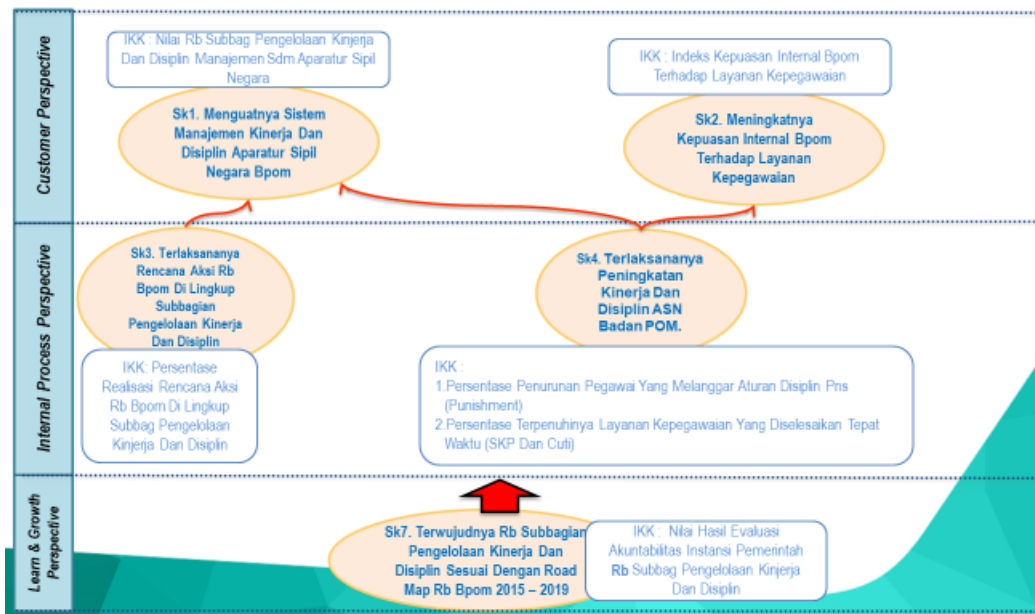 Customer Perspective
IKK : Nilai Rb Subbag Pengelolaan Kinjerja
Dan Disiplin Manajemen Sdm Aparatur Sipil
Negara
Sk1. Menguatnya Sistem
Manajemen Kinerja Dan
Disiplin Aparatur Sipil
Negara Bpom
IKK : Indeks Kepuasan Internal Bpom
Terhadap Layanan Kepegawaian
Sk2. Meningkatnya
Kepuasan Internal Bpom
Terhadap Layanan
Kepegawaian
Internal Process Perspective
Sk3. Terlaksananya
Rencana Aksi Rb
Bpom Di Lingkup
Subbagian
Pengelolaan Kinerja
Dan Disiplin
IKK: Persentase
Realisasi Rencana Aksi
Rb Bpom Di Lingkup
Subbag Pengelolaan
Kinjerja Dan Disiplin
Sk4. Terlaksananya
Peningkatan
Kinerja Dan
Disiplin ASN
Badan POM.
IKK :
1.Persentase Penurunan Pegawai Yang Melanggar Aturan Disiplin Pns
(Punishment)
2.Persentase Terpenuhinya Layanan Kepegawaian Yang Diselesaikan Tepat
Waktu (SKP Dan Cuti)
Learn & Growth
Perspective
Sk7. Terwujudnya Rb Subbagian
Pengelolaan Kinerja Dan
Disiplin Sesuai Dengan Road
Map Rb Bpom 2015 – 2019
IKK : Nilai Hasil Evaluasi
Akuntabilitas Instansi Pemerintah
Rb Subbag Pengelolaan Kinjerja
Dan Disiplin